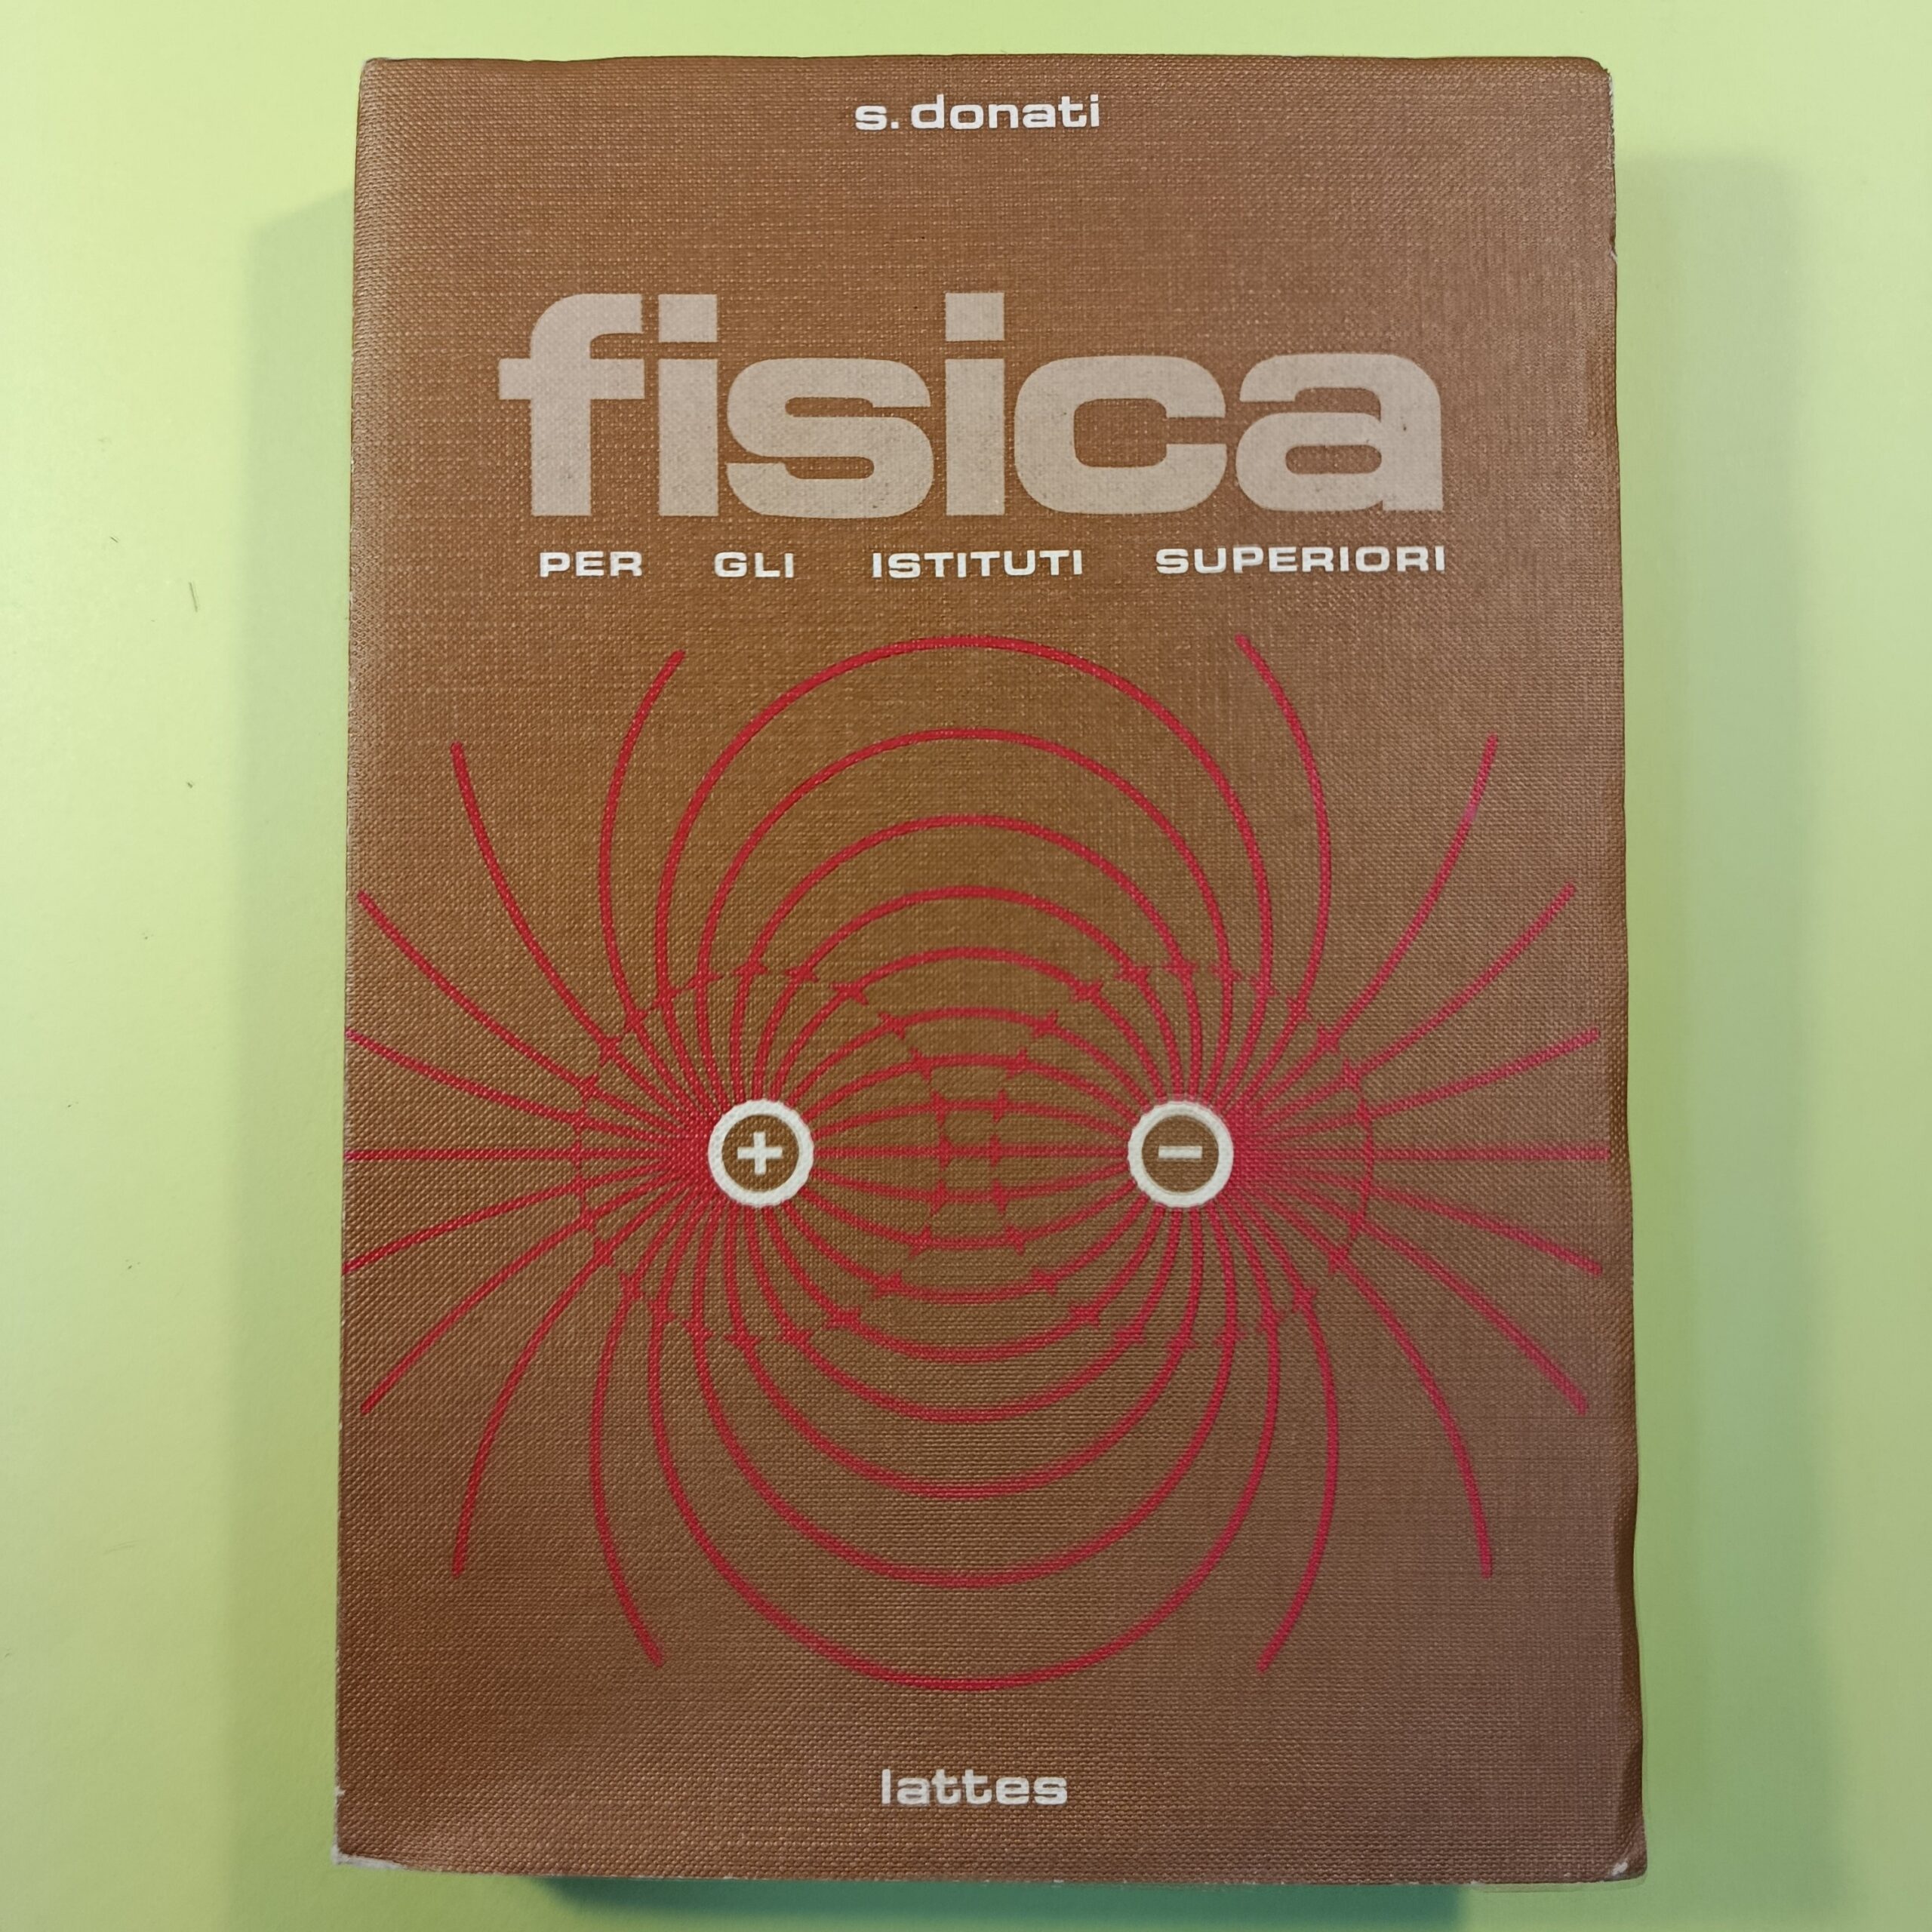 s. donati
fisica
PER GLI ISTITUTI SUPERIORI
+ −
lattes